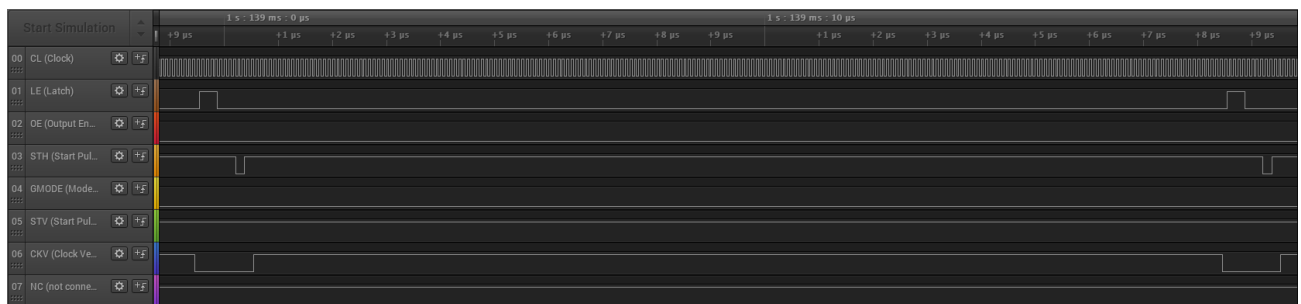 Start Simulation
1 s : 139 ms : 0 µs 1 s : 139 ms : 10 µs
+9 µs +1 µs +2 µs +3 µs +4 µs +5 µs +6 µs +7 µs +8 µs +9 µs +1 µs +2 µs +3 µs +4 µs +5 µs +6 µs +7 µs +8 µs +9 µs
00 CL (Clock)
01 LE (Latch)
02 OE (Output En...
03 STH (Start Pul...
04 GMODE (Mode...
05 STV (Start Pul...
06 CKV (Clock Ve...
07 NC (not conne...